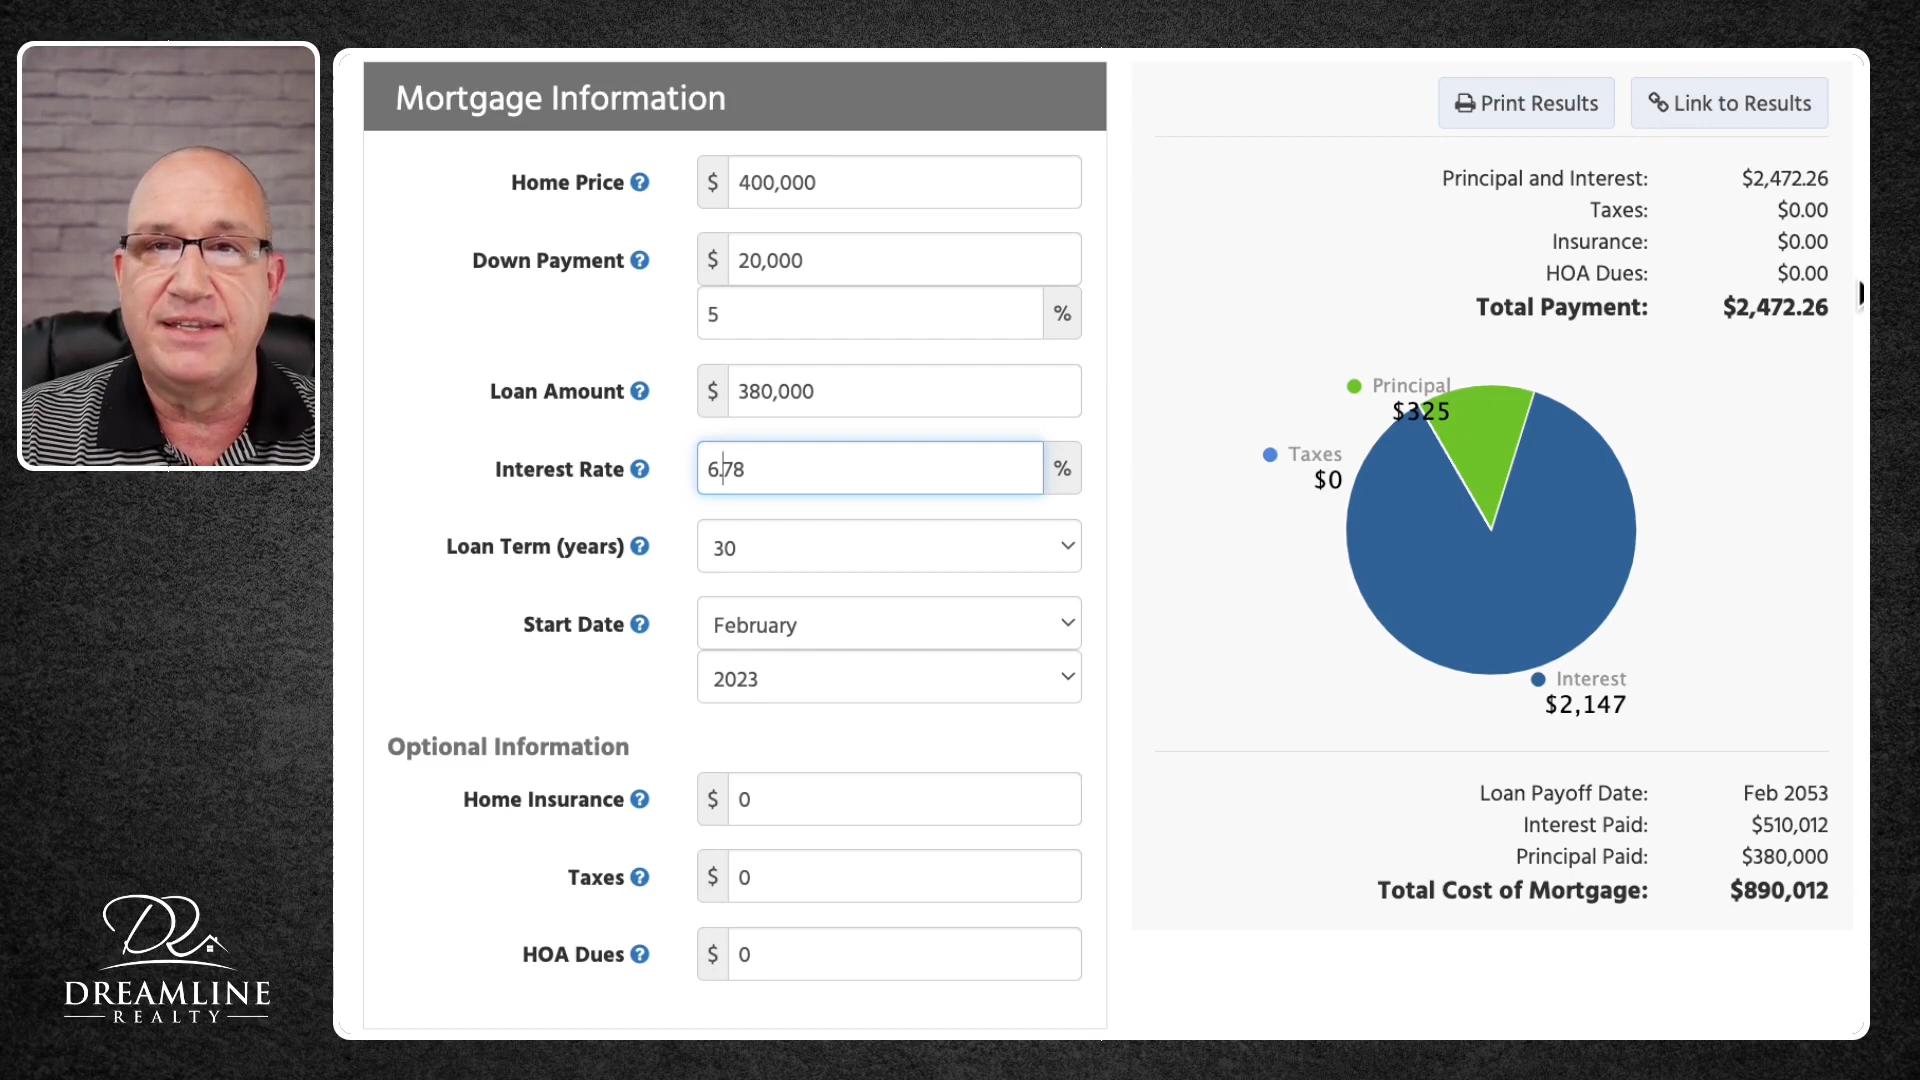 Mortgage Information
Home Price
$ 400,000
Down Payment
$ 20,000
5 %
Loan Amount
$ 380,000
Interest Rate
6.78 %
Loan Term (years)
30
Start Date
February
2023
Optional Information
Home Insurance
$ 0
Taxes
$ 0
HOA Dues
$ 0
Print Results
Link to Results
Principal and Interest: $2,472.26
Taxes: $0.00
Insurance: $0.00
HOA Dues: $0.00
Total Payment: $2,472.26
Principal
$325
Taxes
$0
Interest
$2,147
Loan Payoff Date: Feb 2053
Interest Paid: $510,012
Principal Paid: $380,000
Total Cost of Mortgage: $890,012
DR
DREAMLINE
REALTY